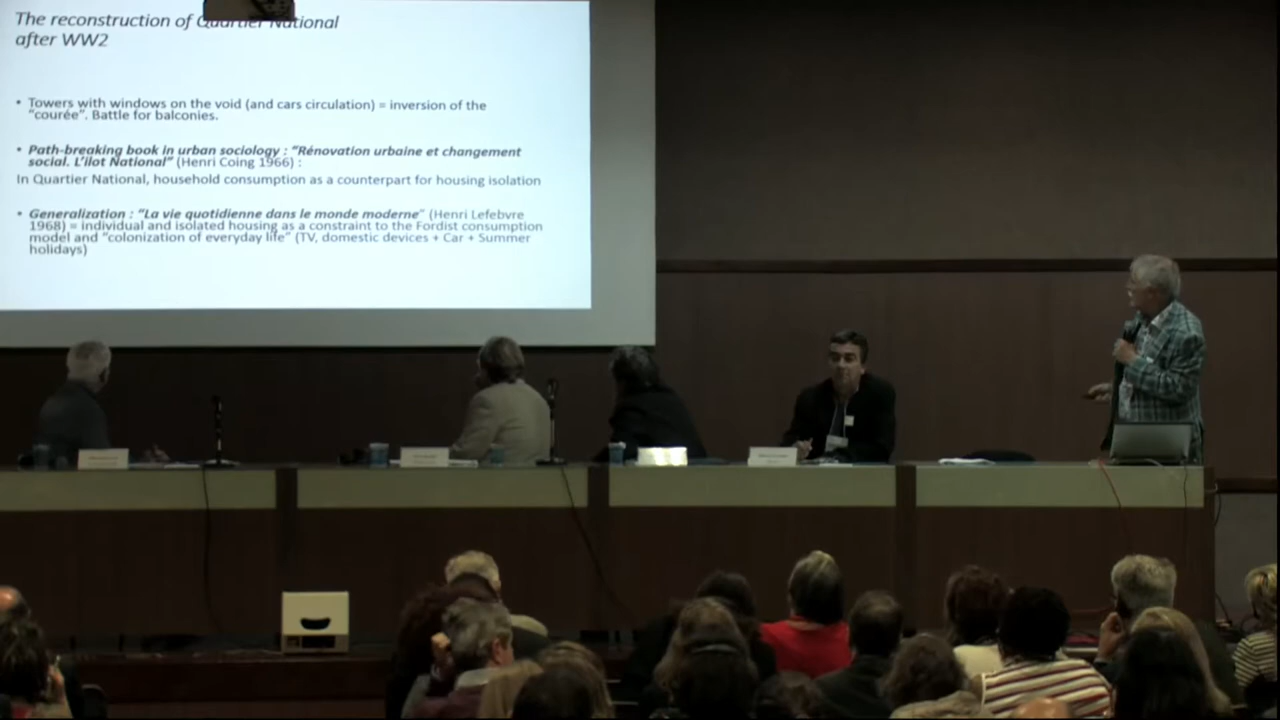 The reconstruction of Quartier National
after WW2
• Towers with windows on the void (and cars circulation) = inversion of the
“courée”. Battle for balconies.
• Path-breaking book in urban sociology : “Rénovation urbaine et changement
social. L’ilot National” (Henri Coing 1966) :
In Quartier National, household consumption as a counterpart for housing isolation
• Generalization : “La vie quotidienne dans le monde moderne” (Henri Lefebvre
1968) = individual and isolated housing as a constraint to the Fordist consumption
model and “colonization of everyday life” (TV, domestic devices + Car + Summer
holidays)